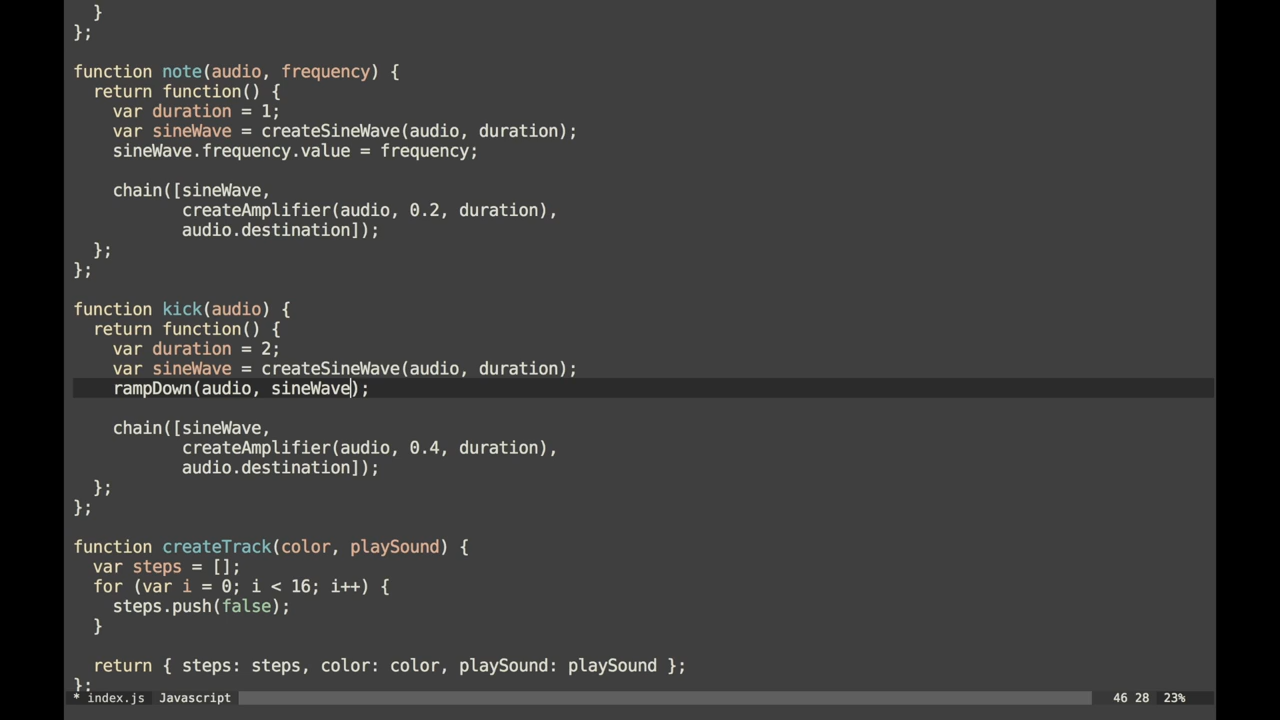 }
};

function note(audio, frequency) {
  return function() {
    var duration = 1;
    var sineWave = createSineWave(audio, duration);
    sineWave.frequency.value = frequency;

    chain([sineWave,
           createAmplifier(audio, 0.2, duration),
           audio.destination]);
  };
};

function kick(audio) {
  return function() {
    var duration = 2;
    var sineWave = createSineWave(audio, duration);
    rampDown(audio, sineWave);

    chain([sineWave,
           createAmplifier(audio, 0.4, duration),
           audio.destination]);
  };
};

function createTrack(color, playSound) {
  var steps = [];
  for (var i = 0; i < 16; i++) {
    steps.push(false);
  }

  return { steps: steps, color: color, playSound: playSound };
};
* index.js  Javascript  46 28  23%